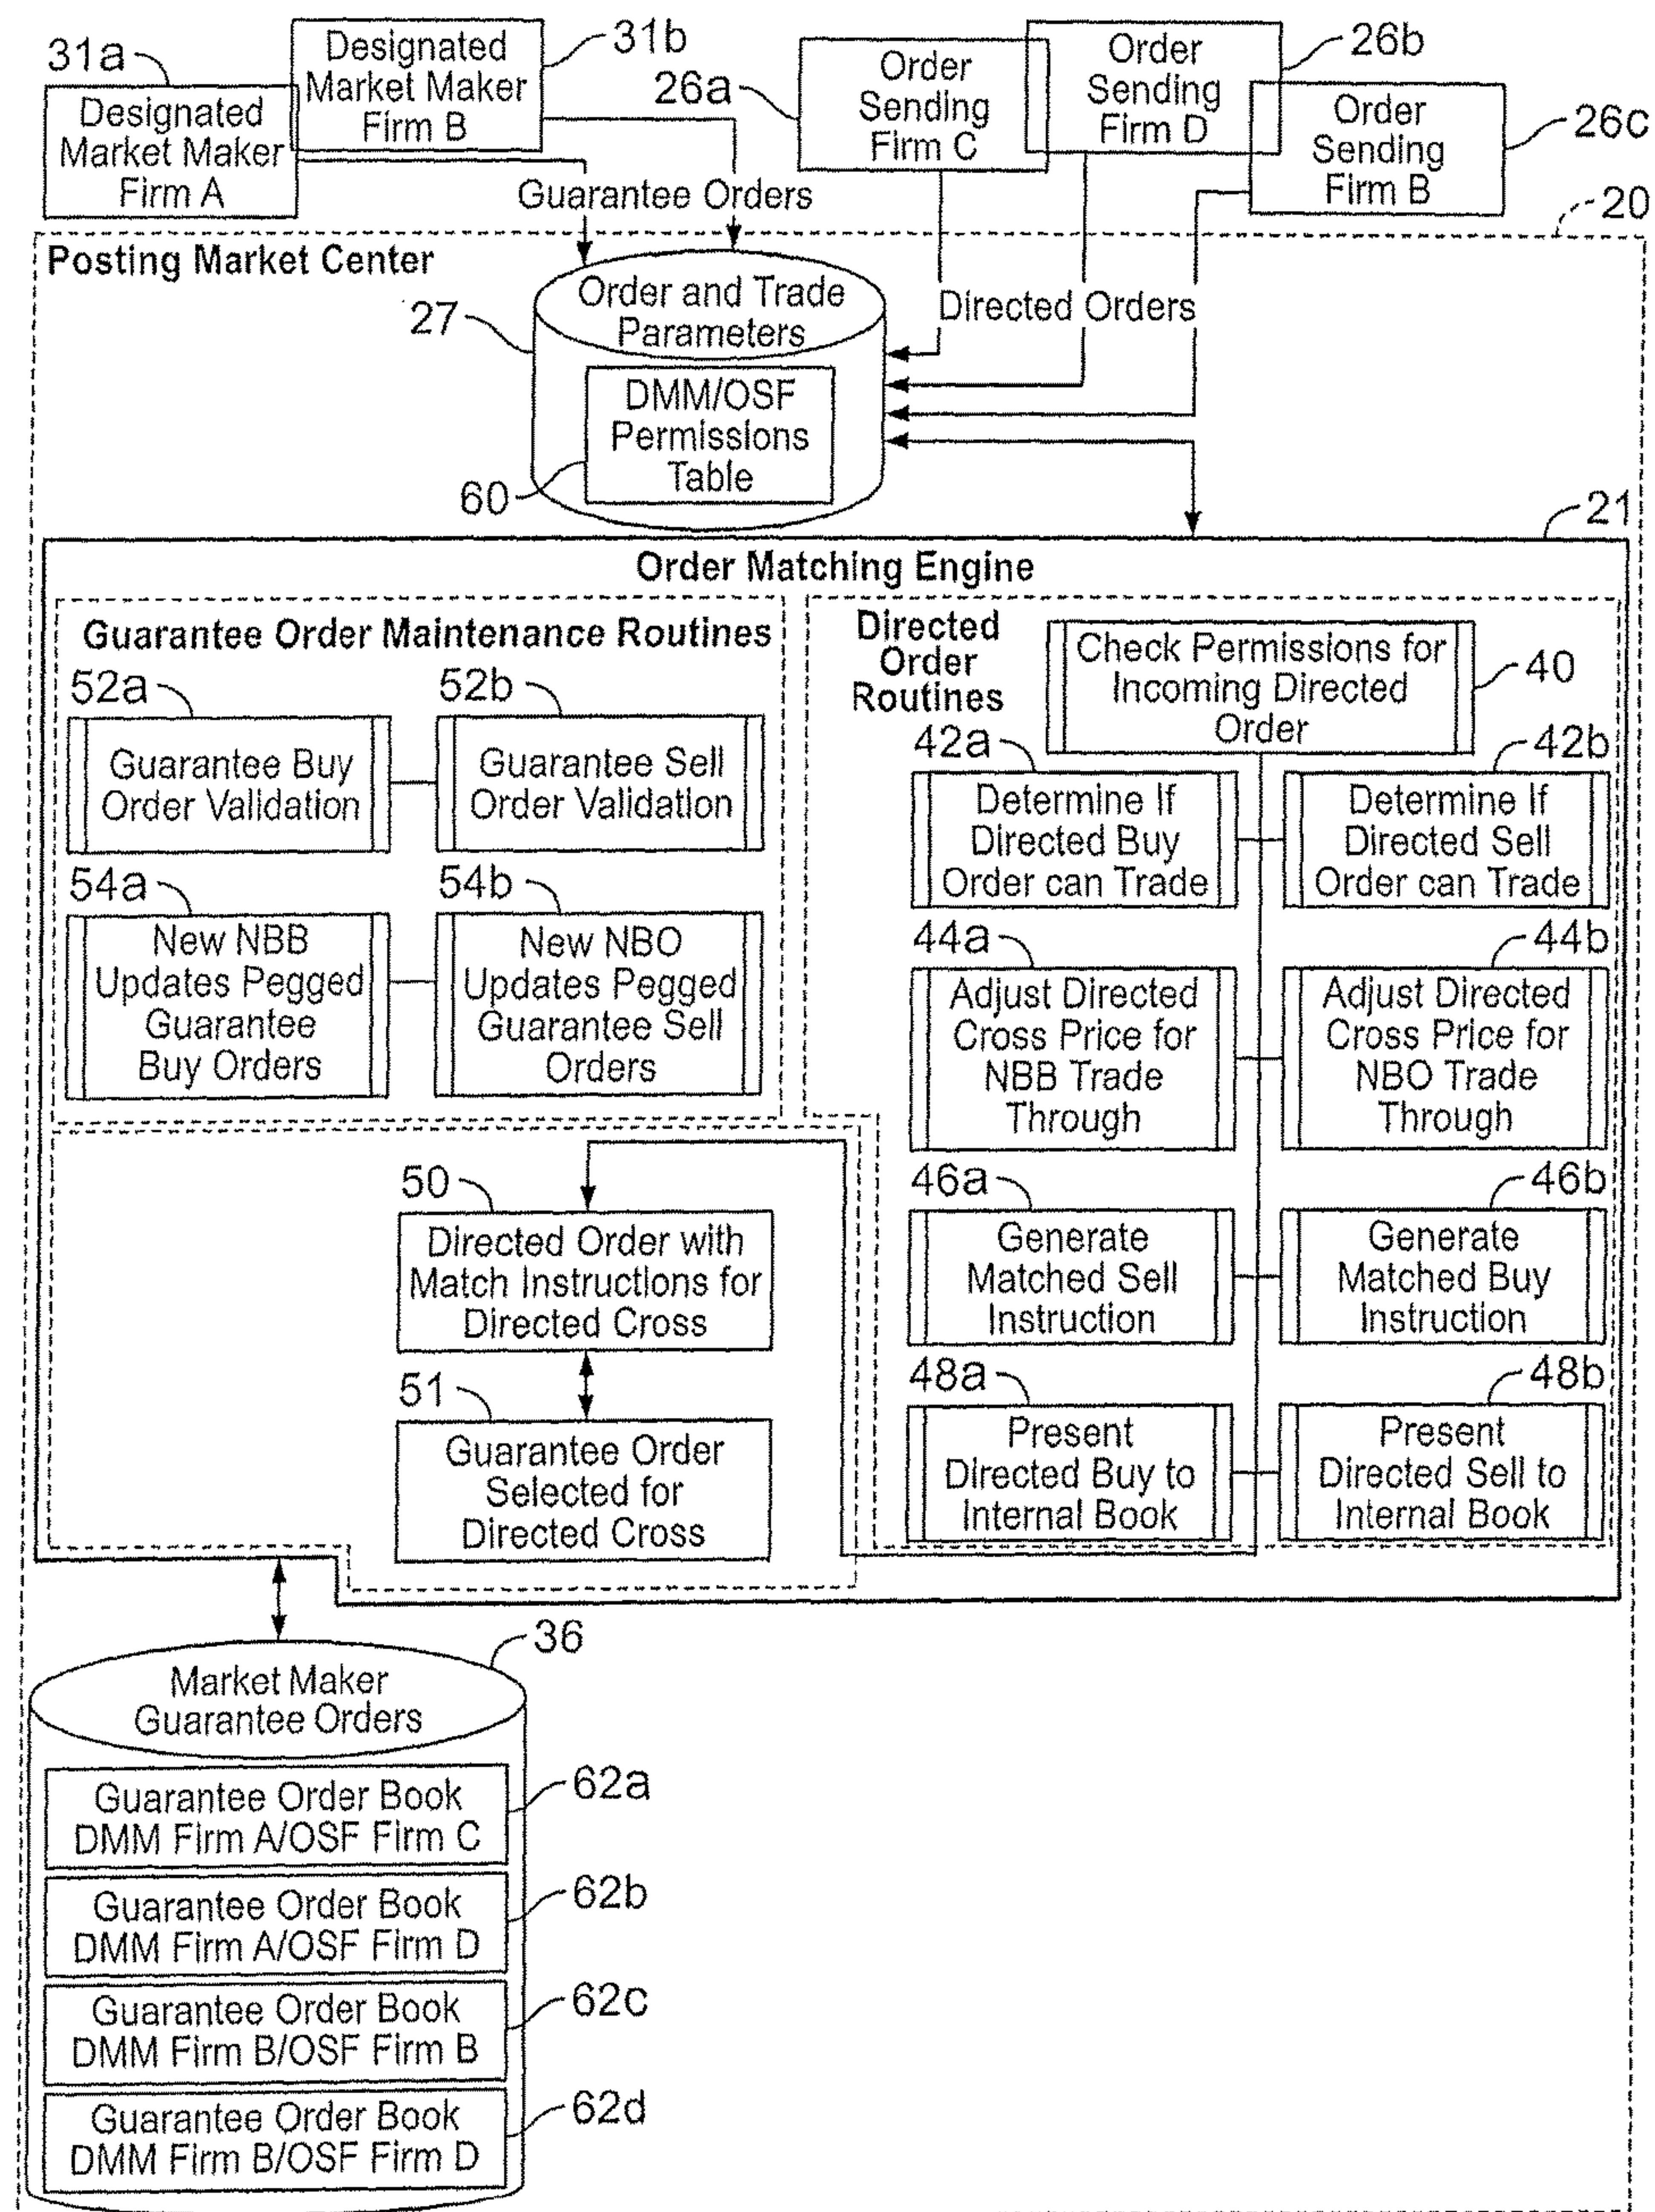 31a
Designated
Market Maker
Firm A
Designated
Market Maker
Firm B
31b
26a
Order
Sending
Firm C
Order
Sending
Firm D
26b
Order
Sending
Firm B
26c
Guarantee Orders
20
Posting Market Center
27
Order and Trade
Parameters
Directed Orders
DMM/OSF
Permissions
Table
60
21
Order Matching Engine
Guarantee Order Maintenance Routines
52a
Guarantee Buy
Order Validation
52b
Guarantee Sell
Order Validation
54a
New NBB
Updates Pegged
Guarantee
Buy Orders
54b
New NBO
Updates Pegged
Guarantee Sell
Orders
Directed
Order
Routines
Check Permissions for
Incoming Directed
Order
40
42a
Determine If
Directed Buy
Order can Trade
42b
Determine If
Directed Sell
Order can Trade
44a
Adjust Directed
Cross Price for
NBB Trade
Through
44b
Adjust Directed
Cross Price for
NBO Trade
Through
46a
Generate
Matched Sell
Instruction
46b
Generate
Matched Buy
Instruction
48a
Present
Directed Buy to
Internal Book
48b
Present
Directed Sell to
Internal Book
50
Directed Order with
Match Instructions for
Directed Cross
51
Guarantee Order
Selected for
Directed Cross
36
Market Maker
Guarantee Orders
Guarantee Order Book
DMM Firm A/OSF Firm C
62a
Guarantee Order Book
DMM Firm A/OSF Firm D
62b
Guarantee Order Book
DMM Firm B/OSF Firm B
62c
Guarantee Order Book
DMM Firm B/OSF Firm D
62d